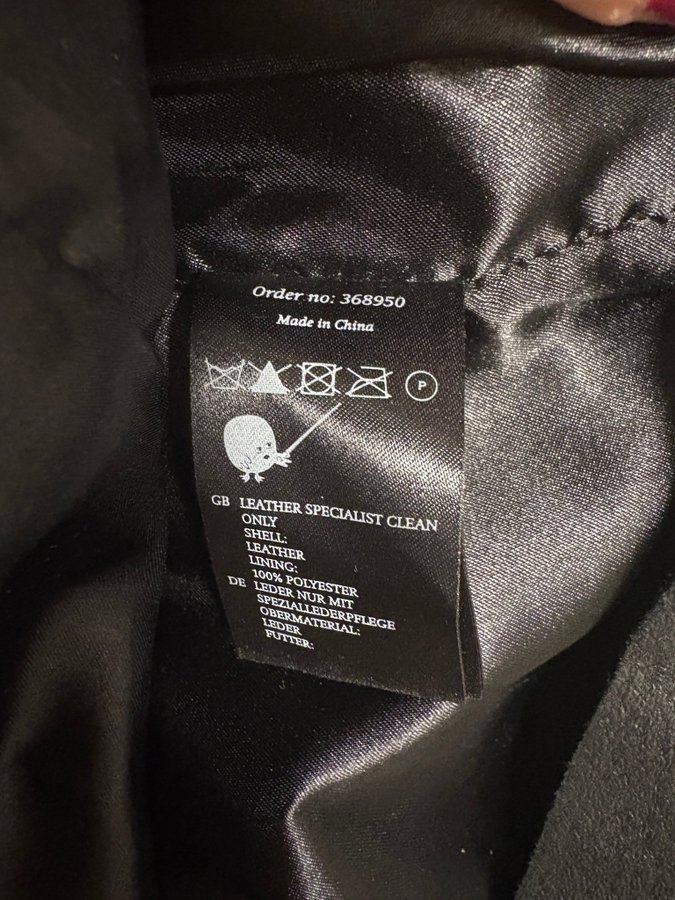 Order no: 368950
Made in China
P
GB LEATHER SPECIALIST CLEAN
ONLY
SHELL:
LEATHER
LINING:
100% POLYESTER
DE LEDER NUR MIT
SPEZIALLEDERPFLEGE
OBERMATERIAL:
LEDER
FUTTER: